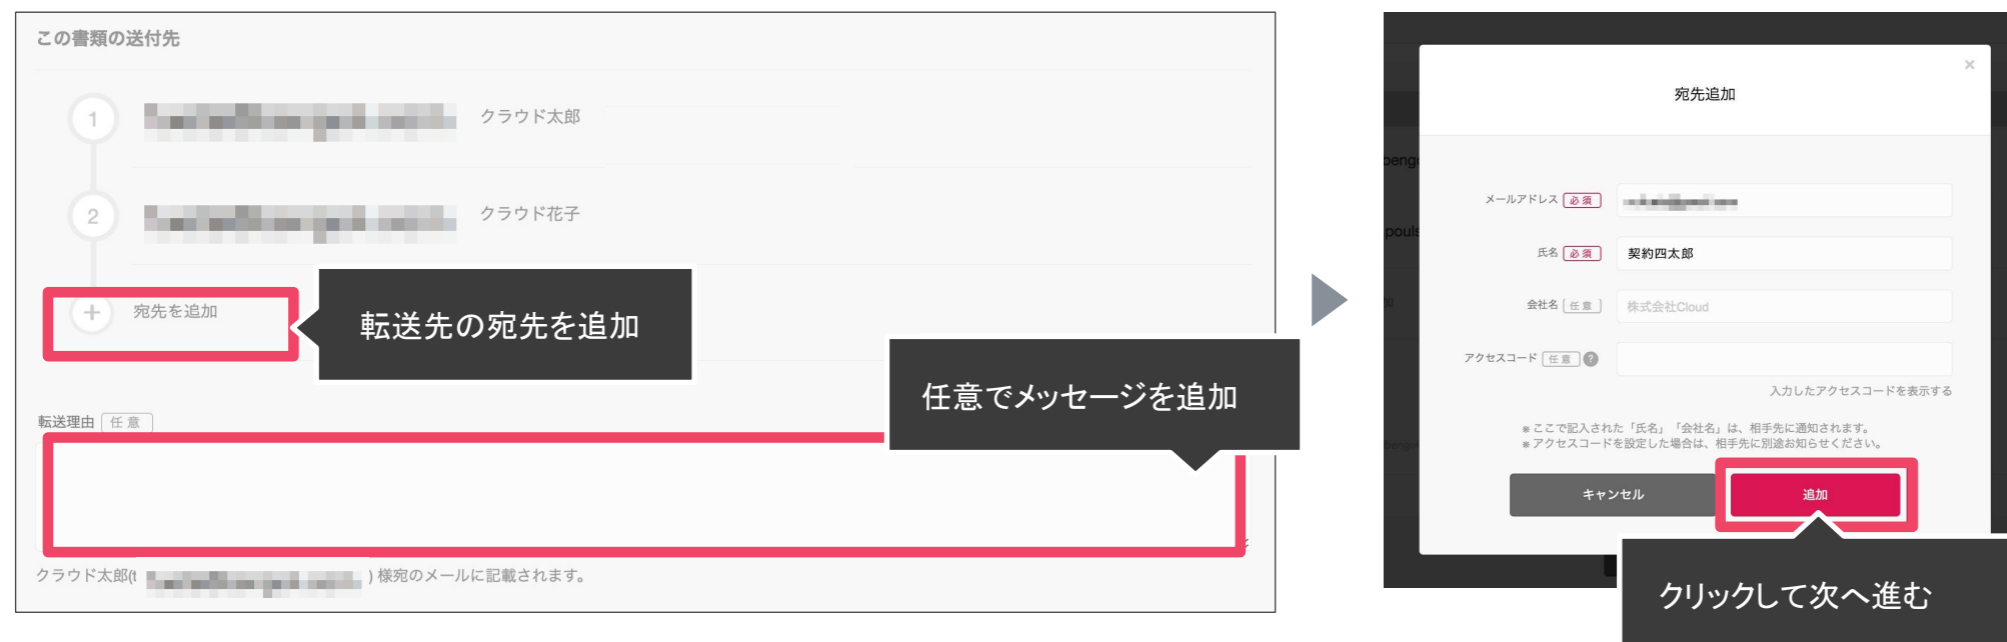 この書類の送付先
1
クラウド太郎
2
クラウド花子
+ 宛先を追加
転送先の宛先を追加
任意でメッセージを追加
転送理由 任意
クラウド太郎(t
) 様宛のメールに記載されます。
×
宛先追加
メールアドレス 必須
氏名 必須 契約四太郎
会社名 任意 株式会社Cloud
アクセスコード 任意 ?
入力したアクセスコードを表示する
※ ここで記入された「氏名」「会社名」は、相手先に通知されます。
※ アクセスコードを設定した場合は、相手先に別途お知らせください。
キャンセル 追加
クリックして次へ進む